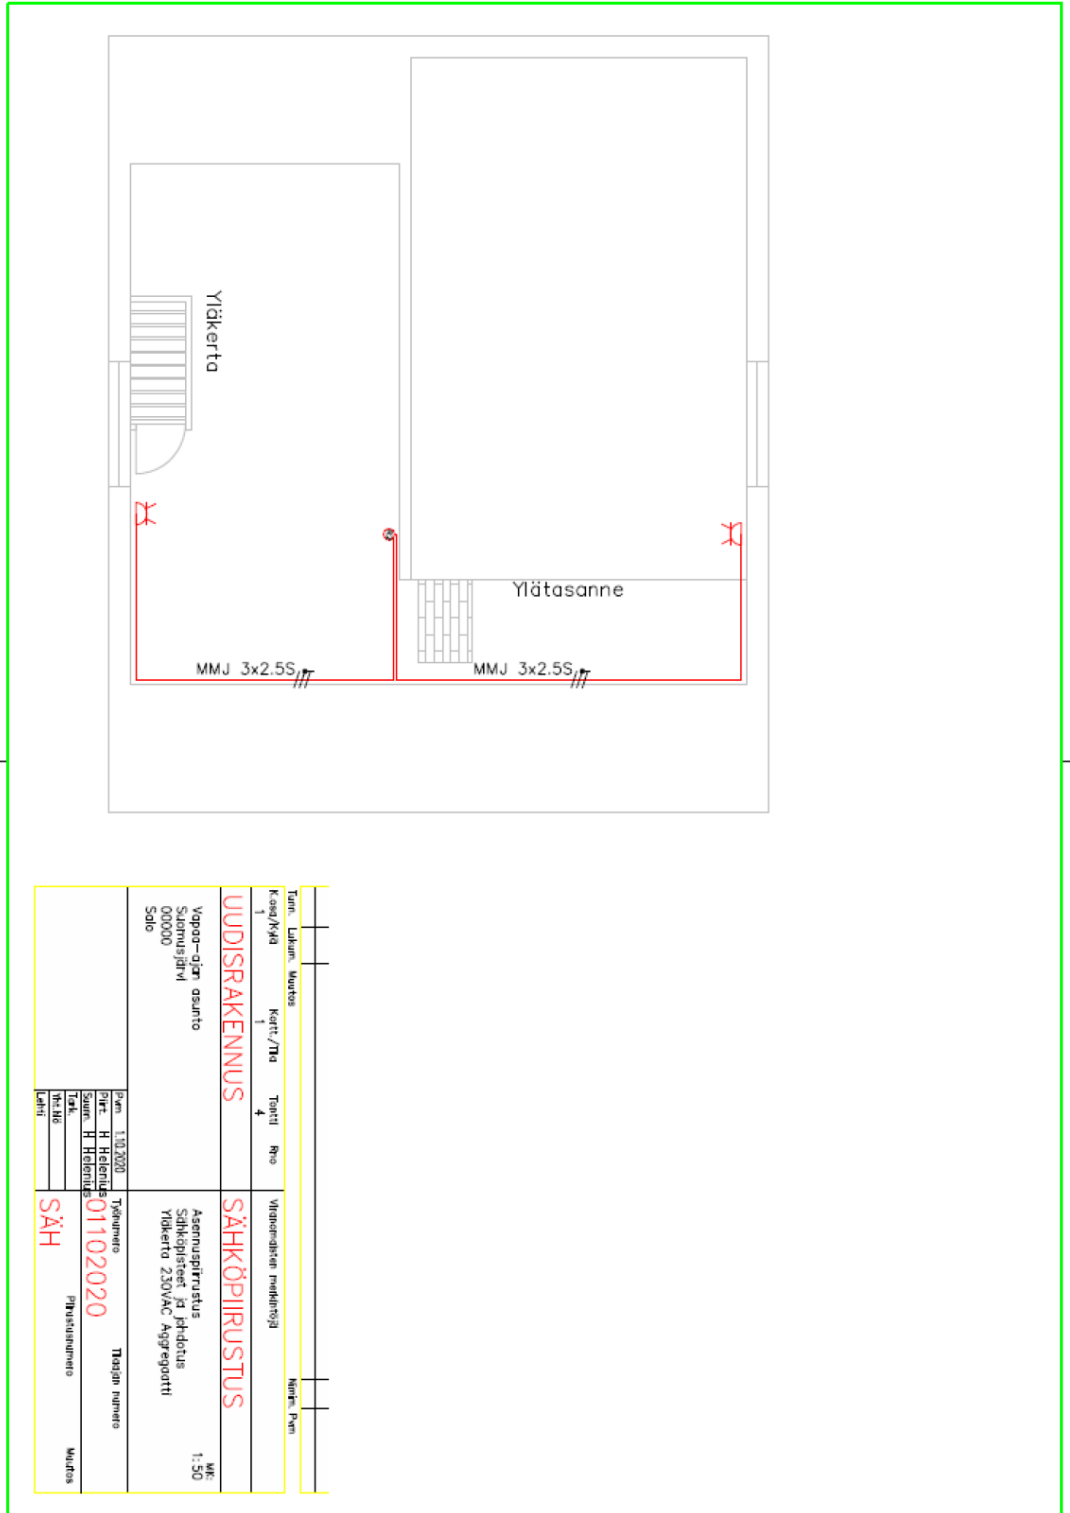 Yläkerta
Ylätasanne
MMJ 3x2.5S
MMJ 3x2.5S
Tunn. Lukum. Muutos Nimim. Pvm
K.osa/Kylä Kortt./Tila Tontti Rno Viranomaisten merkintöjä
1 1 4
UUDISRAKENNUS SÄHKÖPIIRUSTUS
MK:
1:50
Vapaa-ajan asunto
Suomusjärvi
00000
Salo
Asennuspiirrustus
Sähköpisteet ja johdotus
Yläkerta 230VAC Aggregaatti
Pvm 1.10.2020
Piirt. H Helenius
Suunn. H Helenius
Tark.
Yht.hlö
Lehti
Työnumero Tilaajan numero
01102020
Piirustusnumero Muutos
SÄH